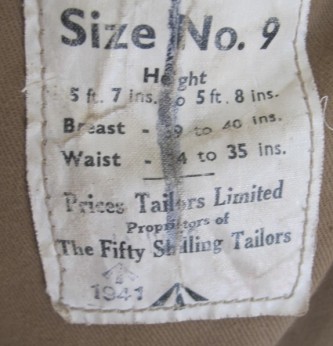 Size No. 9
Height
5 ft. 7 ins. to 5 ft. 8 ins.
Breast - 39 to 40 ins.
Waist - 34 to 35 ins.
Prices Tailors Limited
Proprietors of
The Fifty Shilling Tailors
1941